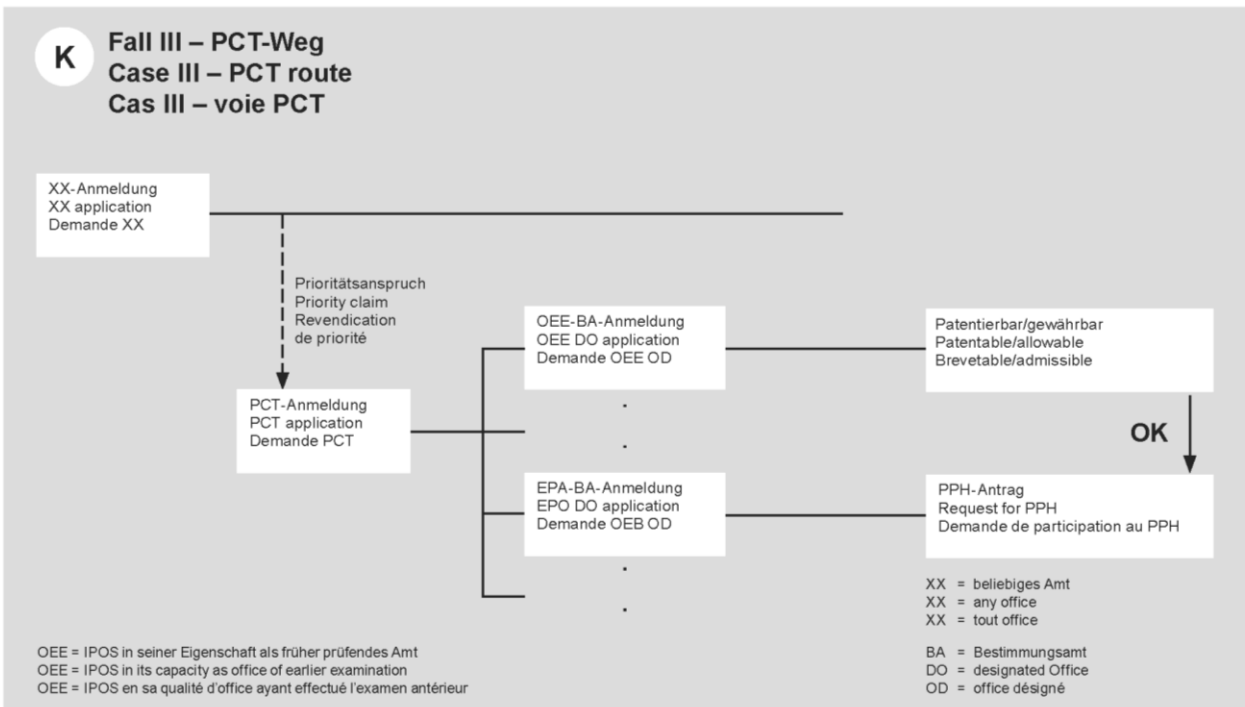 K
Fall III – PCT-Weg
Case III – PCT route
Cas III – voie PCT
XX-Anmeldung
XX application
Demande XX
Prioritätsanspruch
Priority claim
Revendication
de priorité
PCT-Anmeldung
PCT application
Demande PCT
OEE-BA-Anmeldung
OEE DO application
Demande OEE OD
Patentierbar/gewährbar
Patentable/allowable
Brevetable/admissible
OK
EPA-BA-Anmeldung
EPO DO application
Demande OEB OD
PPH-Antrag
Request for PPH
Demande de participation au PPH
XX = beliebiges Amt
XX = any office
XX = tout office
BA = Bestimmungsamt
DO = designated Office
OD = office désigné
OEE = IPOS in seiner Eigenschaft als früher prüfendes Amt
OEE = IPOS in its capacity as office of earlier examination
OEE = IPOS en sa qualité d'office ayant effectué l'examen antérieur